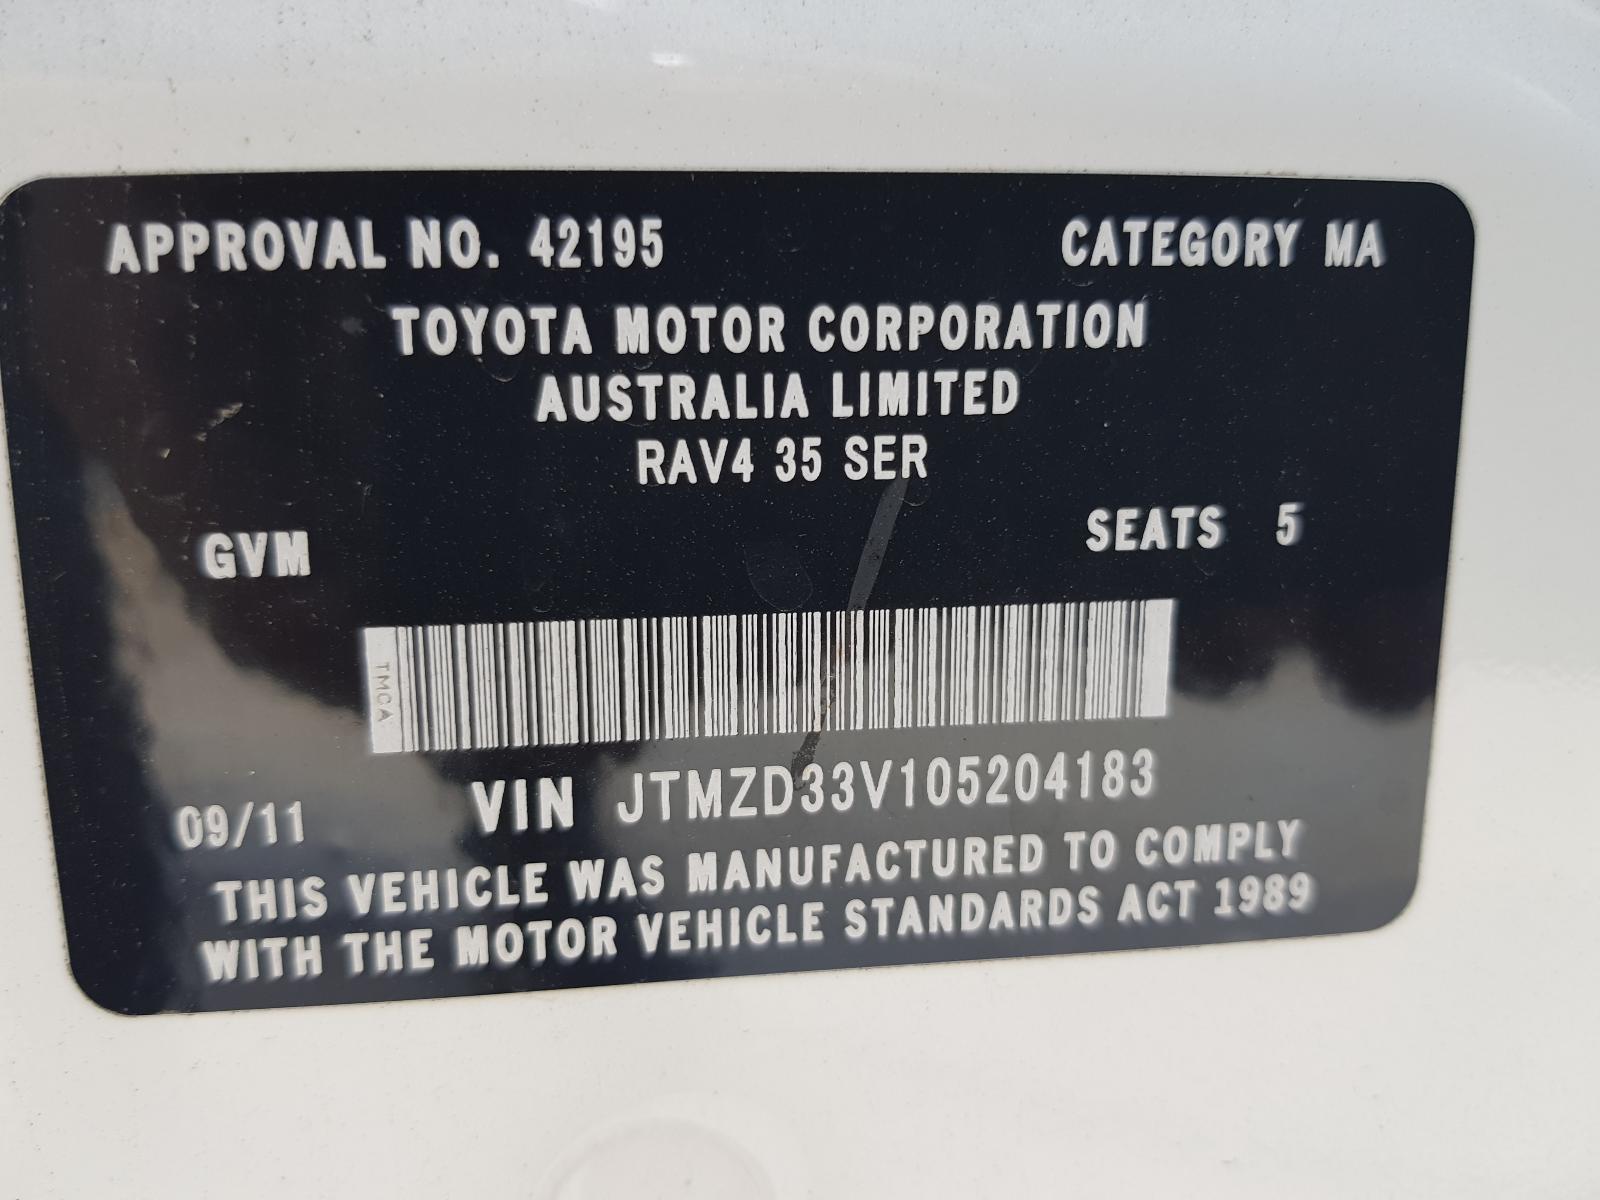 APPROVAL NO. 42195 CATEGORY MA
TOYOTA MOTOR CORPORATION
AUSTRALIA LIMITED
RAV4 35 SER
GVM SEATS 5
TMCA
09/11 VIN JTMZD33V105204183
THIS VEHICLE WAS MANUFACTURED TO COMPLY
WITH THE MOTOR VEHICLE STANDARDS ACT 1989